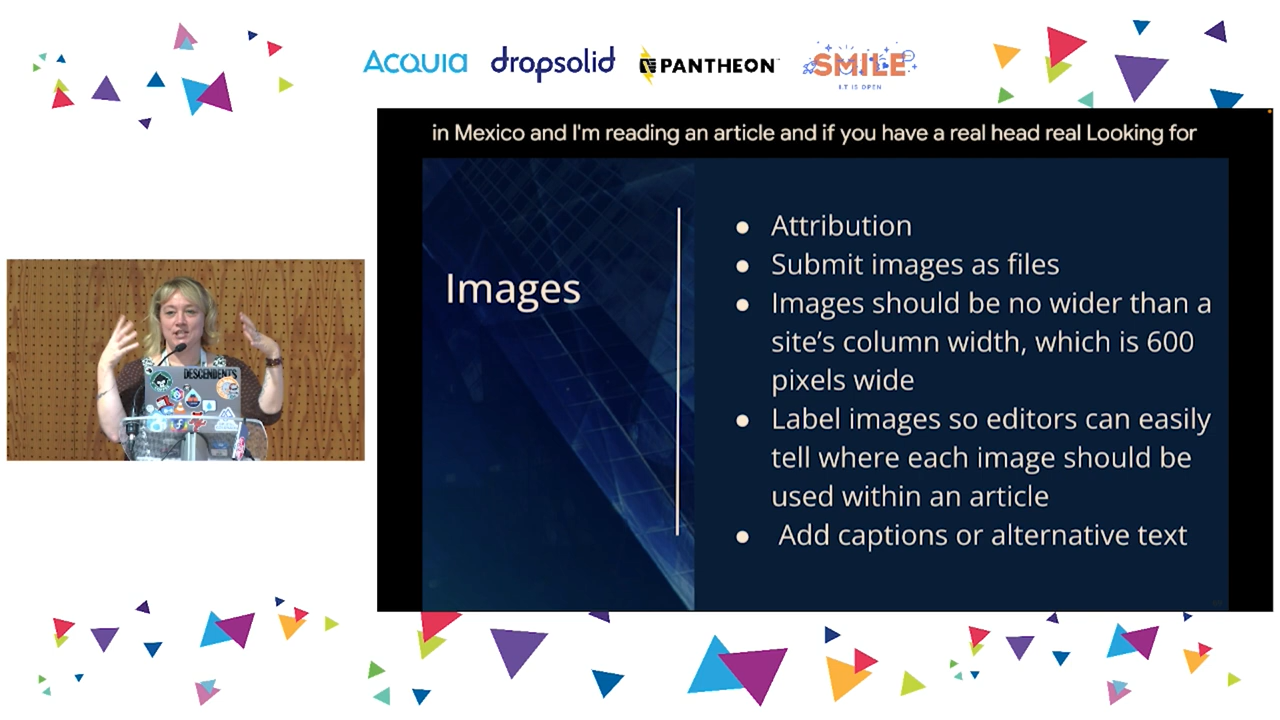 ACQUIA dropsolid PANTHEON SMILE
I.T IS OPEN
in Mexico and I'm reading an article and if you have a real head real Looking for
Images
● Attribution
● Submit images as files
● Images should be no wider than a
site's column width, which is 600
pixels wide
● Label images so editors can easily
tell where each image should be
used within an article
● Add captions or alternative text
DESCENDENTS